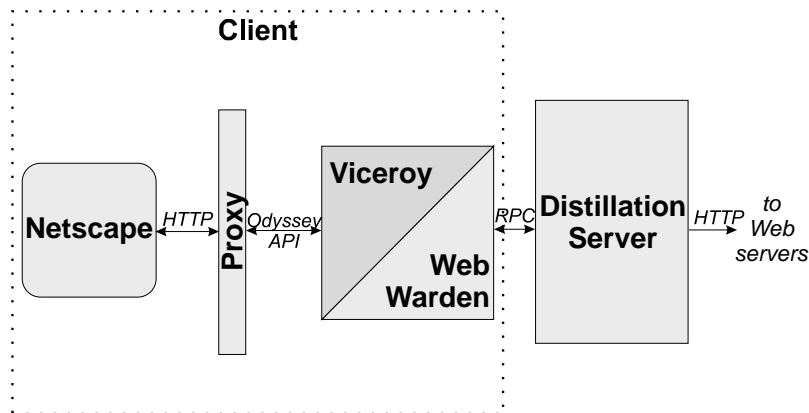 Client
Netscape
HTTP
Proxy
Odyssey
API
Viceroy
Web
Warden
RPC
Distillation
Server
HTTP
to
Web
servers